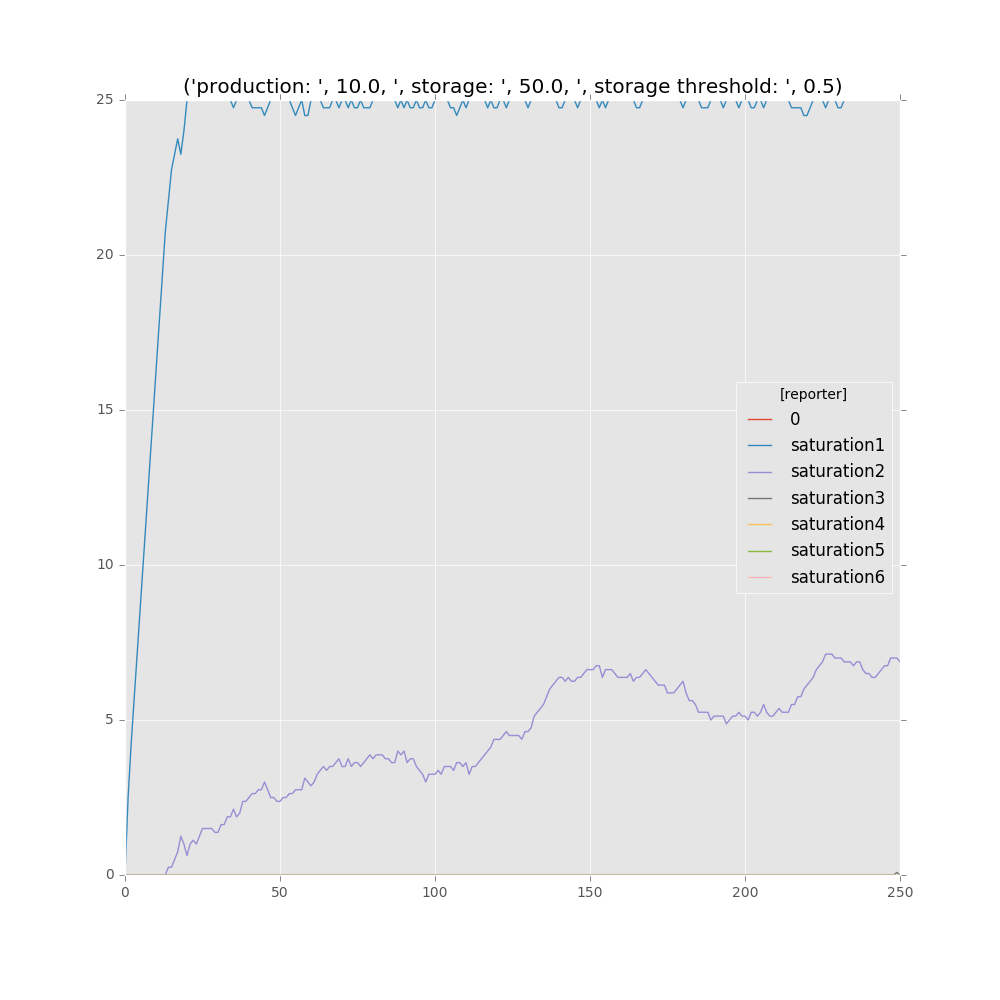 ('production: ', 10.0, ', storage: ', 50.0, ', storage threshold: ', 0.5)
25
20
15
10
5
0
[reporter]
0
saturation1
saturation2
saturation3
saturation4
saturation5
saturation6
0 50 100 150 200 250